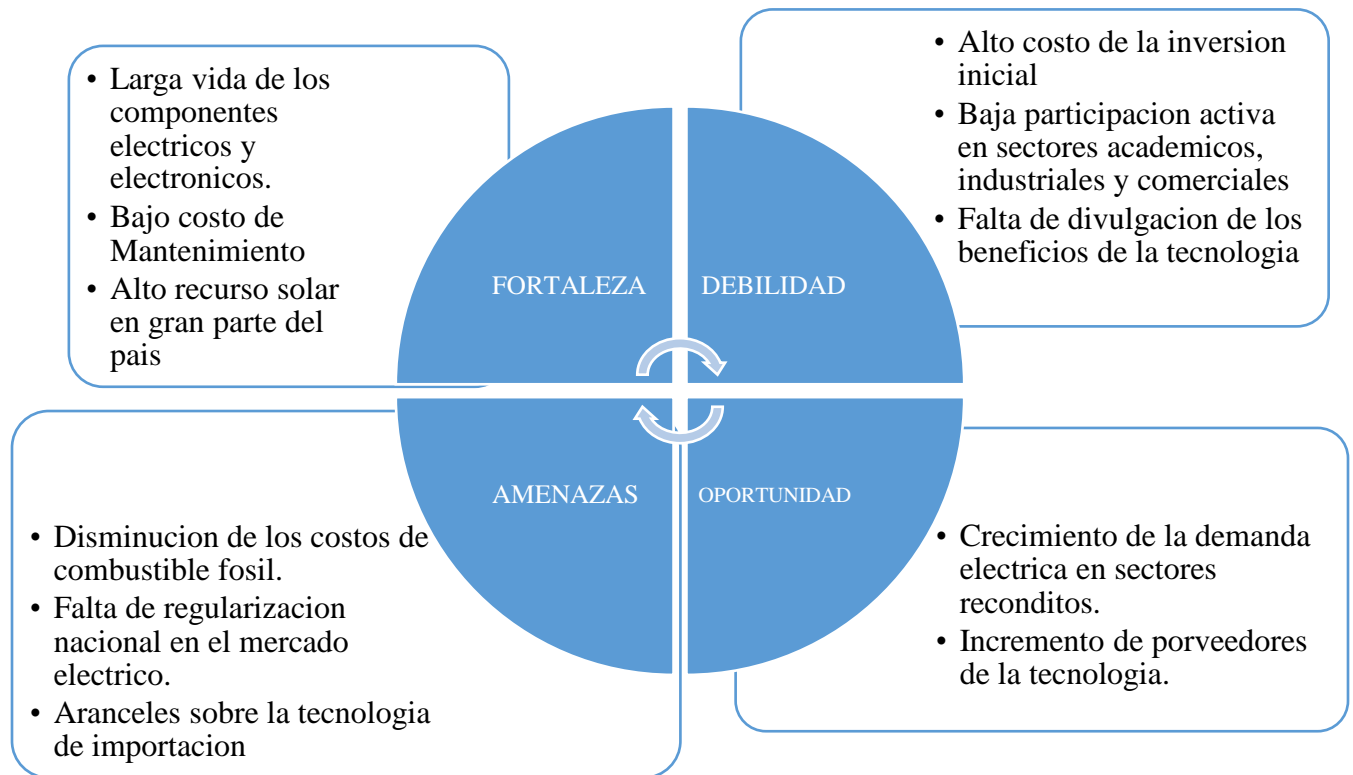 • Larga vida de los
componentes
electricos y
electronicos.
• Bajo costo de
Mantenimiento
• Alto recurso solar
en gran parte del
pais
• Alto costo de la inversion
inicial
• Baja participacion activa
en sectores academicos,
industriales y comerciales
• Falta de divulgacion de los
beneficios de la tecnologia
FORTALEZA
DEBILIDAD
AMENAZAS
OPORTUNIDAD
• Disminucion de los costos de
combustible fosil.
• Falta de regularizacion
nacional en el mercado
electrico.
• Aranceles sobre la tecnologia
de importacion
• Crecimiento de la demanda
electrica en sectores
reconditos.
• Incremento de porveedores
de la tecnologia.